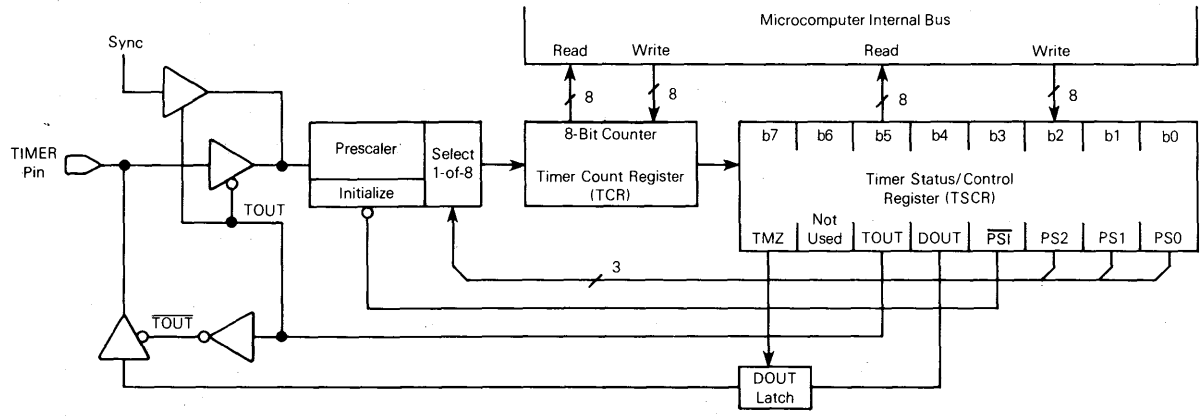 Microcomputer Internal Bus
Sync
Read
Write
Read
Write
8
8
8
8
TIMER
Pin
Prescaler
Initialize
Select
1-of-8
8-Bit Counter
Timer Count Register
(TCR)
b7 b6 b5 b4 b3 b2 b1 b0
Timer Status/Control
Register (TSCR)
TMZ
Not
Used
TOUT
DOUT
P̅S̅I̅
PS2
PS1
PS0
TOUT
3
T̅O̅U̅T̅
DOUT
Latch